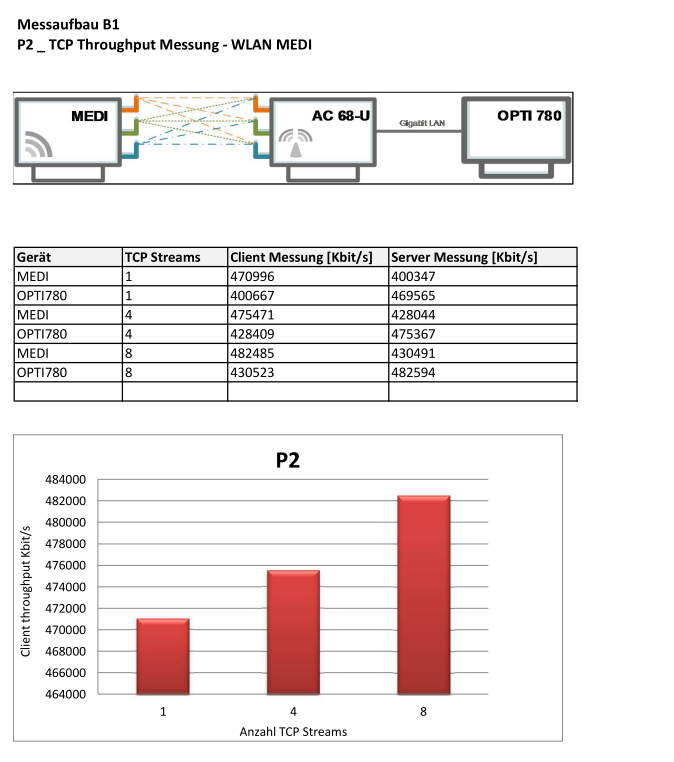 Messaufbau B1
P2 _ TCP Throughput Messung - WLAN MEDI
MEDI
AC 68-U
Gigabit LAN
OPTI 780
Gerät TCP Streams Client Messung [Kbit/s] Server Messung [Kbit/s]
MEDI 1 470996 400347
OPTI780 1 400667 469565
MEDI 4 475471 428044
OPTI780 4 428409 475367
MEDI 8 482485 430491
OPTI780 8 430523 482594
P2
Client throughput Kbit/s
484000
482000
480000
478000
476000
474000
472000
470000
468000
466000
464000
1 4 8
Anzahl TCP Streams